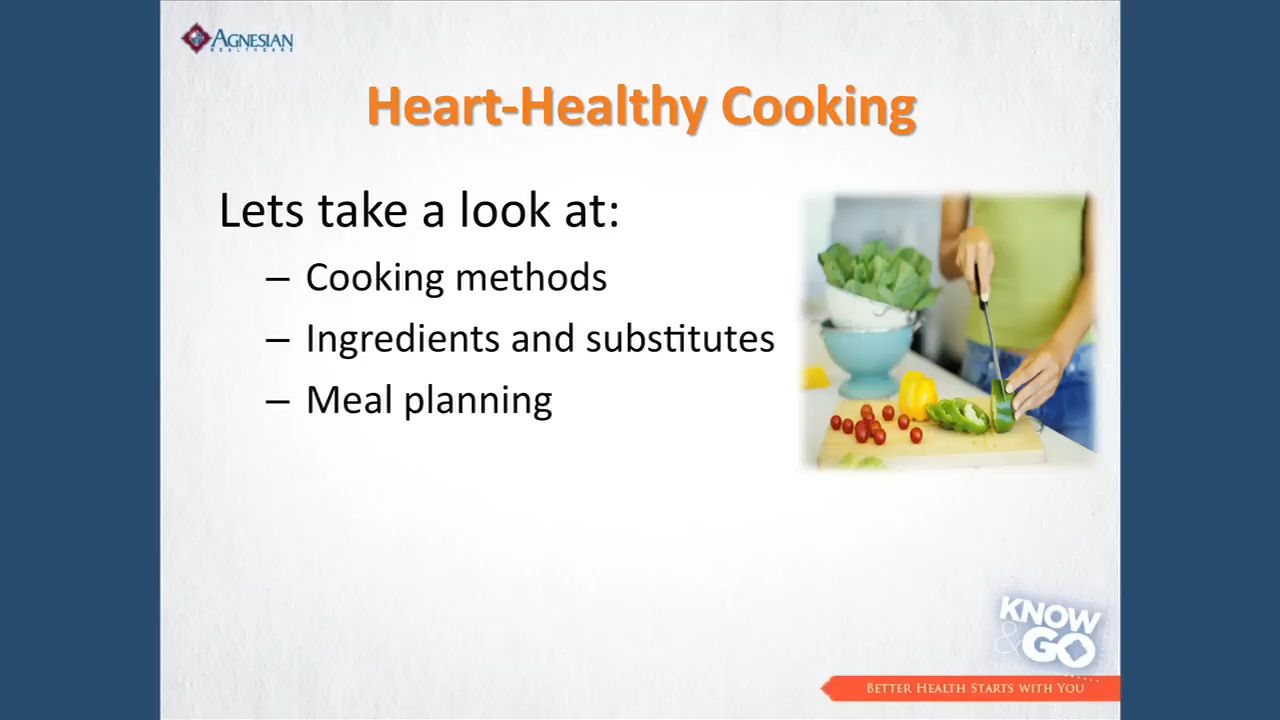 AGNESIAN
HEALTHCARE
Heart-Healthy Cooking
Lets take a look at:
– Cooking methods
– Ingredients and substitutes
– Meal planning
KNOW
& GO
BETTER HEALTH STARTS WITH YOU